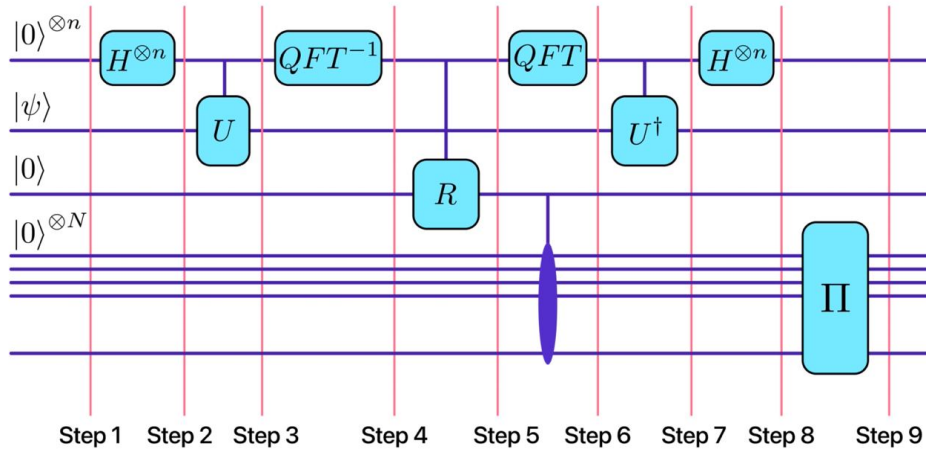 |0⟩^{⊗n}
H^{⊗n} QFT^{−1} QFT H^{⊗n}
|ψ⟩
U U^†
|0⟩
R
|0⟩^{⊗N}
Π
Step 1 Step 2 Step 3 Step 4 Step 5 Step 6 Step 7 Step 8 Step 9